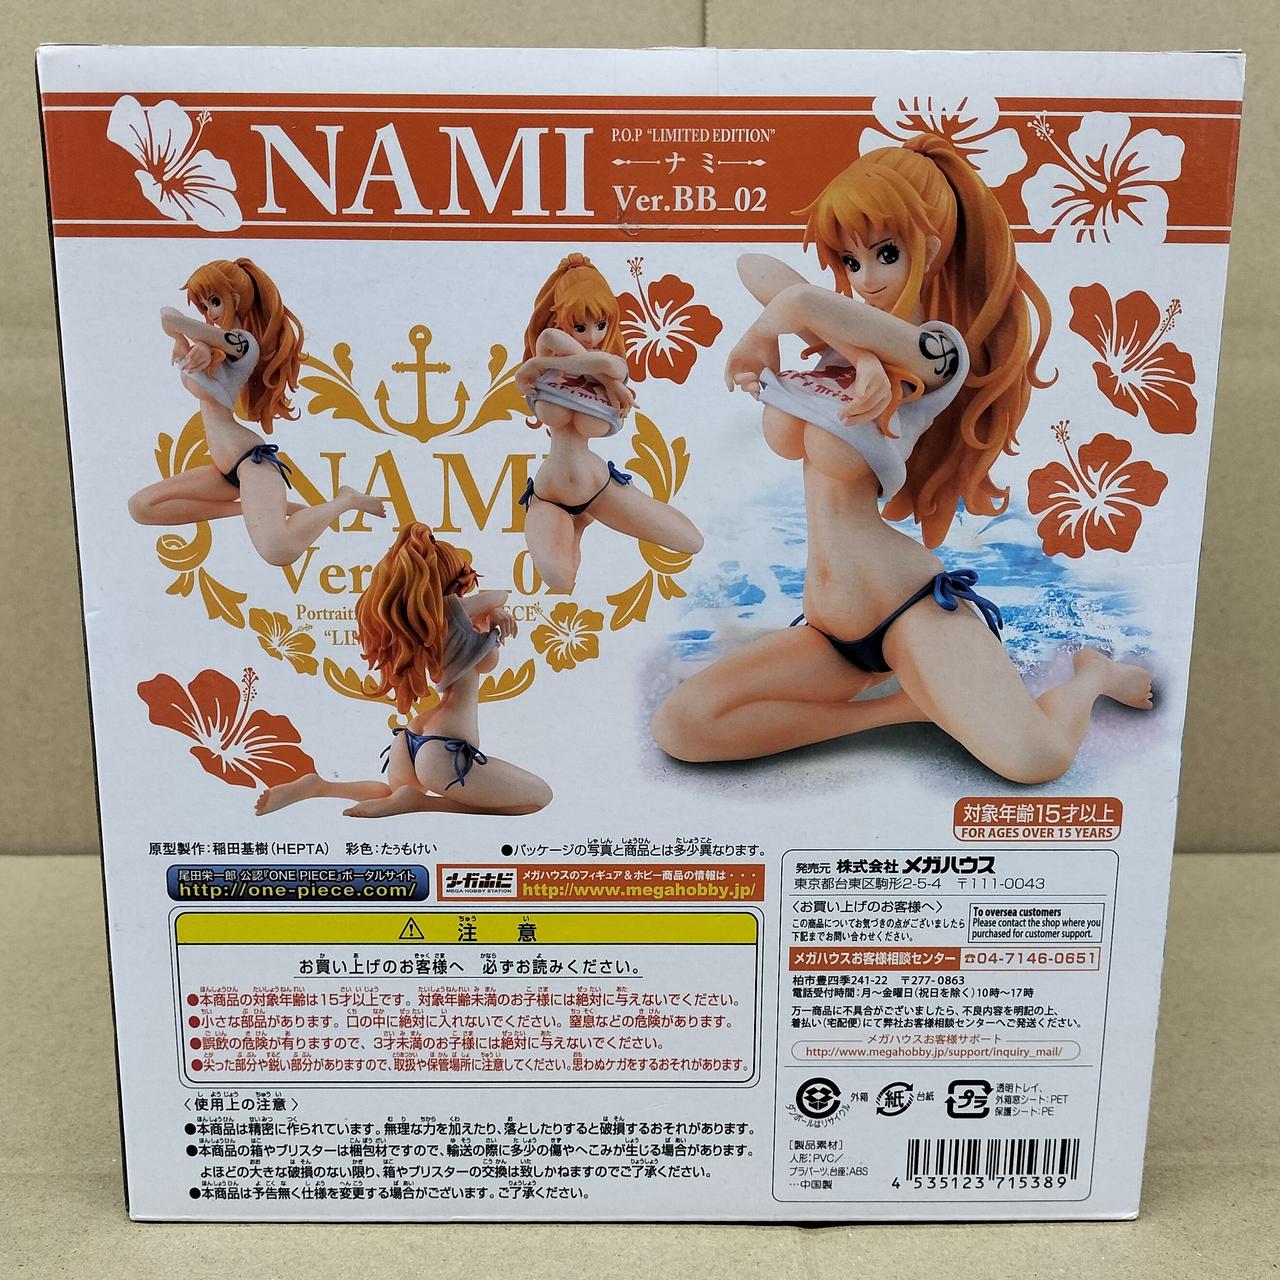 NAMI
P.O.P "LIMITED EDITION"
ナミ
Ver.BB_02
NAMI
対象年齢15才以上
FOR AGES OVER 15 YEARS
原型製作：稲田基樹（HEPTA）　彩色：たぅもけい
●パッケージの写真と商品とは多少異なります。
尾田栄一郎 公認『ONE PIECE』ポータルサイト
http://one-piece.com/
メガホビ
MEGA HOBBY STATION
メガハウスのフィギュア＆ホビー商品の情報は・・・
http://www.megahobby.jp/
注　意
お買い上げのお客様へ　必ずお読みください。
●本商品の対象年齢は15才以上です。対象年齢未満のお子様には絶対に与えないでください。
●小さな部品があります。口の中に絶対に入れないでください。窒息などの危険があります。
●誤飲の危険が有りますので、3才未満のお子様には絶対に与えないでください。
●尖った部分や鋭い部分がありますので、取扱や保管場所に注意してください。思わぬケガをするおそれがあります。
〈使用上の注意〉
●本商品は精密に作られています。無理な力を加えたり、落としたりすると破損するおそれがあります。
●本商品の箱やブリスターは梱包材ですので、輸送の際に多少の傷やへこみが生じる場合があります。
よほどの大きな破損のない限り、箱やブリスターの交換は致しかねますのでご了承ください。
●本商品は予告無く仕様を変更する場合がございます。ご了承ください。
発売元 株式会社 メガハウス
東京都台東区駒形2-5-4　〒111-0043
〈お買い上げのお客様へ〉
この商品についてお気づきの点がございましたら
下記までお問い合わせください。
To oversea customers
Please contact the shop where you
purchased for customer support.
メガハウスお客様相談センター ☎04-7146-0651
柏市豊四季241-22　〒277-0863
電話受付時間：月～金曜日（祝日を除く）10時～17時
万一商品に不具合がございましたら、不良内容を明記の上、
着払い（宅配便）にて弊社お客様相談センターへご発送ください。
メガハウスお客様サポート
http://www.megahobby.jp/support/inquiry_mail/
ダンボールはリサイクル
外箱
紙
台紙
プラ
透明トレイ、
外箱窓シート：PET
保護シート：PE
［製品素材］
人形：PVC／
プラパーツ,台座：ABS
…中国製
4 535123 715389